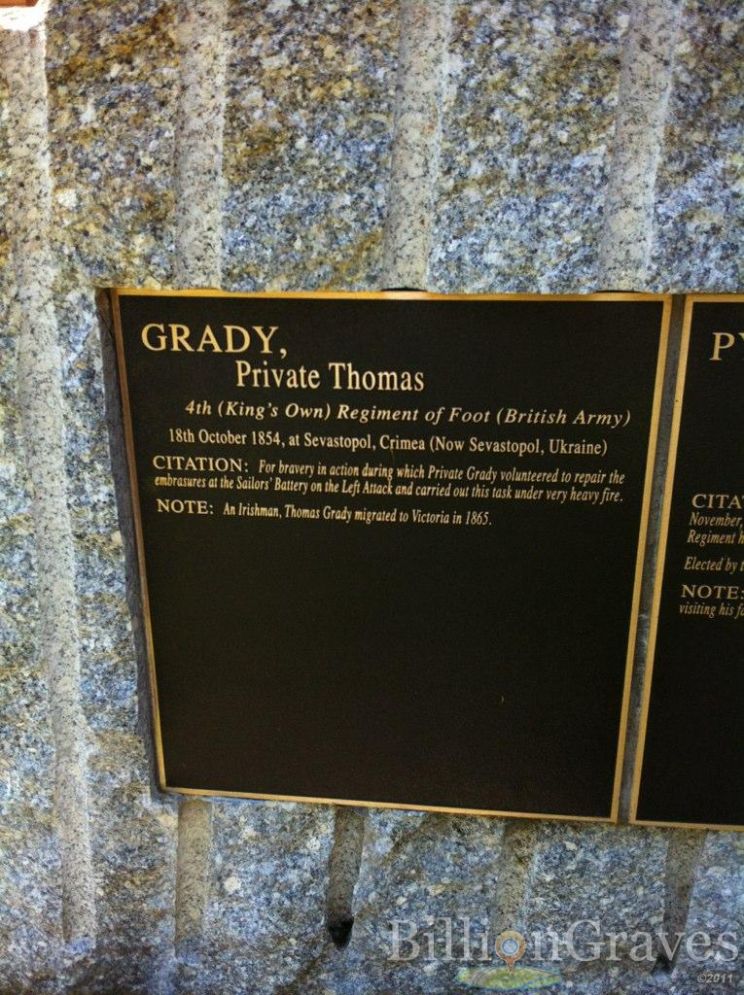 GRADY,
Private Thomas
4th (King's Own) Regiment of Foot (British Army)
18th October 1854, at Sevastopol, Crimea (Now Sevastopol, Ukraine)
CITATION: For bravery in action during which Private Grady volunteered to repair the
embrasures at the Sailors' Battery on the Left Attack and carried out this task under very heavy fire.
NOTE: An Irishman, Thomas Grady migrated to Victoria in 1865.
PY
CITA
November,
Regiment h
Elected by t
NOTE:
visiting his fa
BillionGraves
©2011